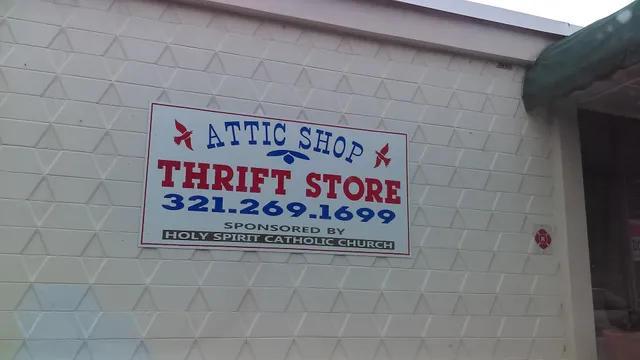 ATTIC SHOP
THRIFT STORE
321.269.1699
SPONSORED BY
HOLY SPIRIT CATHOLIC CHURCH